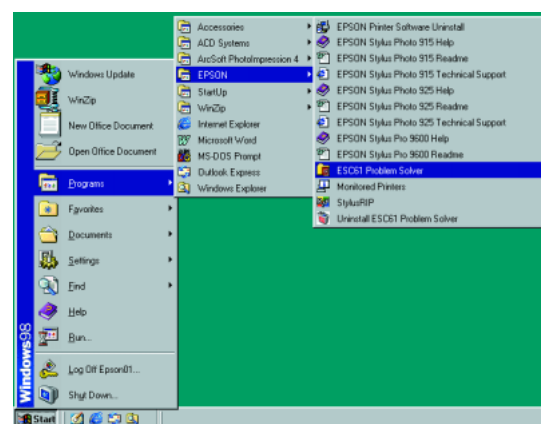 Accessories
ACD Systems
ArcSoft PhotoImpression 4
EPSON
StartUp
WinZip
Internet Explorer
Microsoft Word
MS-DOS Prompt
Outlook Express
Windows Explorer
EPSON Printer Software Uninstall
EPSON Stylus Photo 915 Help
EPSON Stylus Photo 915 Readme
EPSON Stylus Photo 915 Technical Support
EPSON Stylus Photo 925 Help
EPSON Stylus Photo 925 Readme
EPSON Stylus Photo 925 Technical Support
EPSON Stylus Pro 9600 Help
EPSON Stylus Pro 9600 Readme
ESC61 Problem Solver
Monitored Printers
StylusRIP
Uninstall ESC61 Problem Solver
Windows Update
WinZip
New Office Document
Open Office Document
Programs
Favorites
Documents
Settings
Find
Help
Run...
Log Off Epson01...
Shut Down...
Windows98
Start